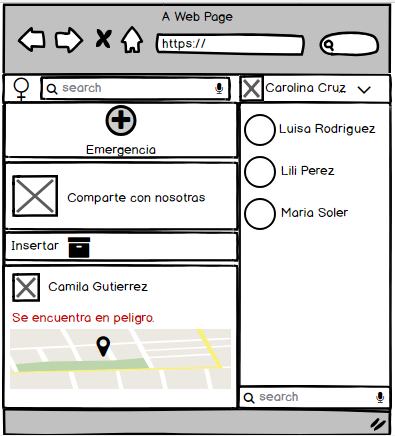 A Web Page
https://
search
Carolina Cruz
Emergencia
Comparte con nosotras
Insertar
Camila Gutierrez
Se encuentra en peligro.
Luisa Rodriguez
Lili Perez
Maria Soler
search